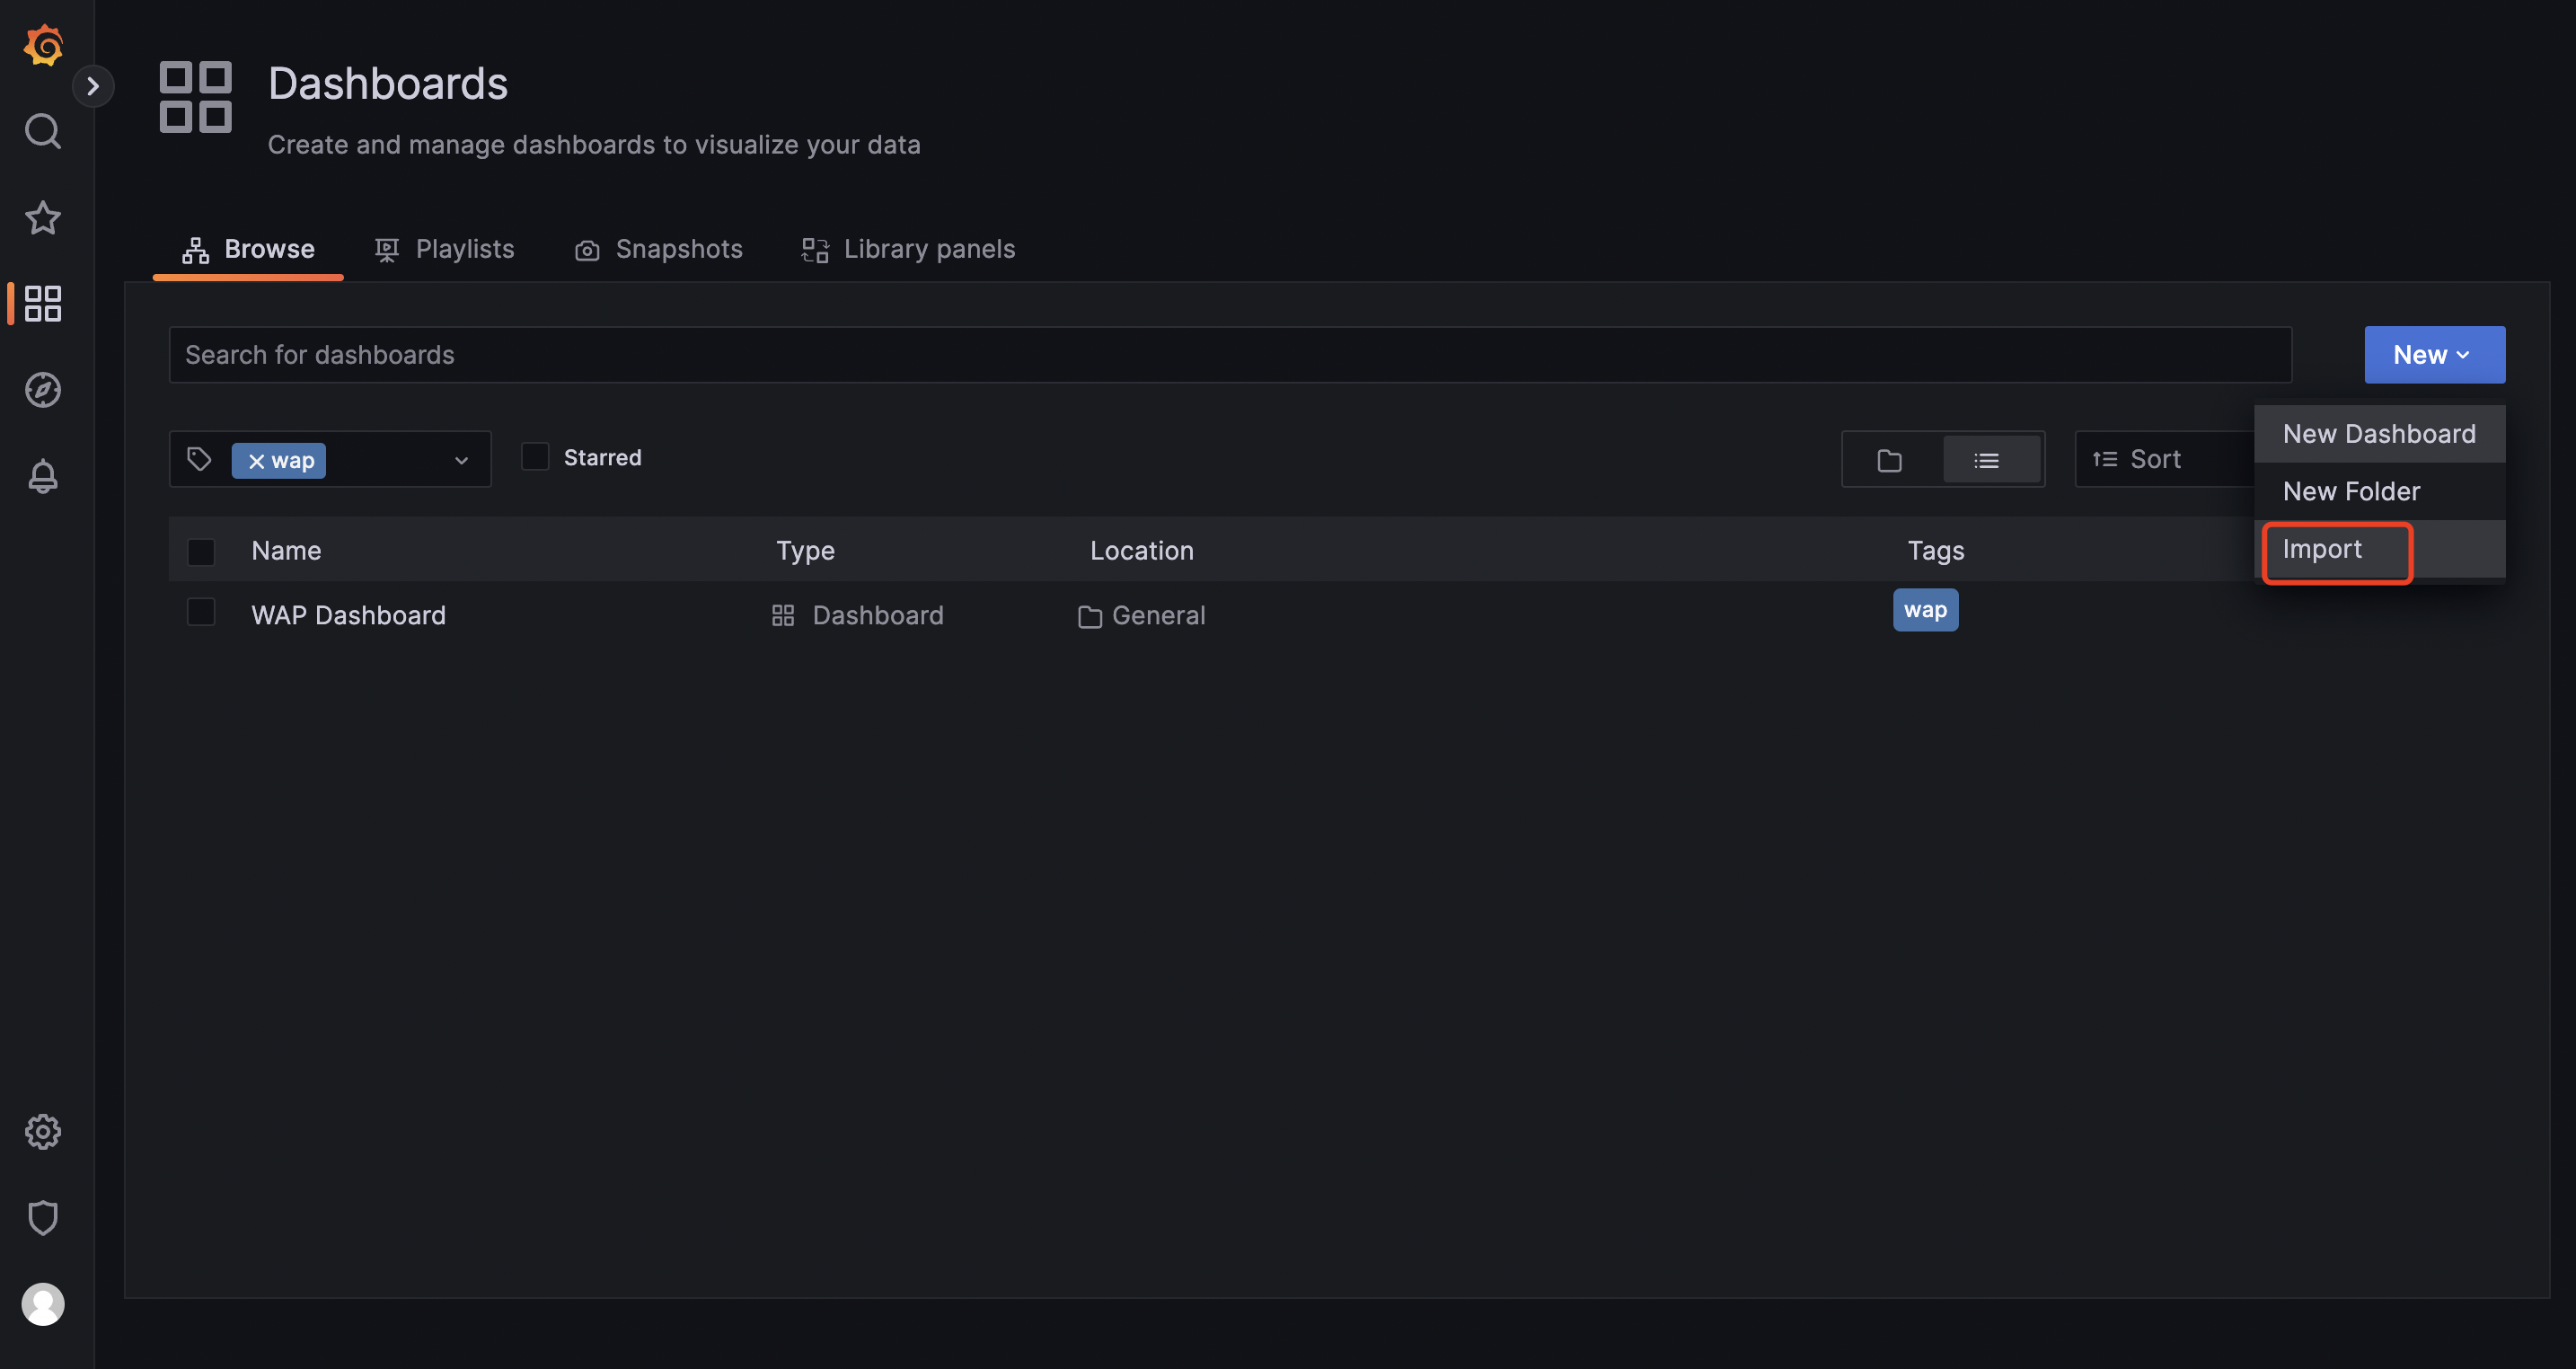 Dashboards
Create and manage dashboards to visualize your data
Browse Playlists Snapshots Library panels
Search for dashboards New
wap Starred Sort
New Dashboard
New Folder
Import
Name Type Location Tags
WAP Dashboard Dashboard General wap